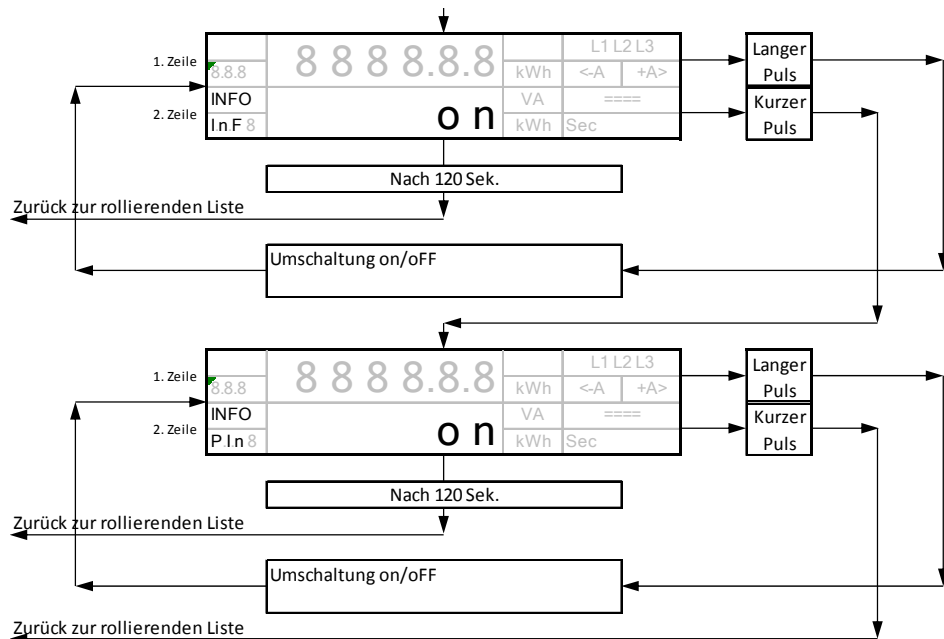 L1 L2 L3
1. Zeile
8 8 8 8.8.8
8.8.8
kWh
<-A
+A>
INFO
VA
====
2. Zeile
I.n.F 8
o n
kWh
Sec
Langer
Puls
Kurzer
Puls
Nach 120 Sek.
Zurück zur rollierenden Liste
Umschaltung on/oFF
L1 L2 L3
1. Zeile
8 8 8 8.8.8
8.8.8
kWh
<-A
+A>
INFO
VA
====
2. Zeile
P.I.n 8
o n
kWh
Sec
Langer
Puls
Kurzer
Puls
Nach 120 Sek.
Zurück zur rollierenden Liste
Umschaltung on/oFF
Zurück zur rollierenden Liste